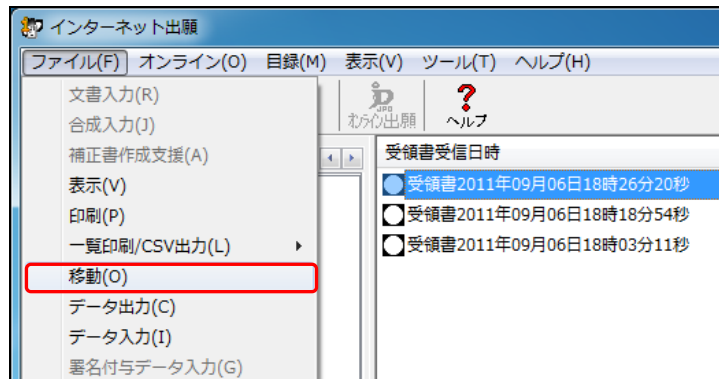 インターネット出願
ファイル(F) オンライン(O) 目録(M) 表示(V) ツール(T) ヘルプ(H)
文書入力(R)
合成入力(J)
補正書作成支援(A)
表示(V)
印刷(P)
一覧印刷/CSV出力(L)
移動(O)
データ出力(C)
データ入力(I)
署名付与データ入力(G)
JPO
オンライン出願
ヘルプ
受領書受信日時
受領書2011年09月06日18時26分20秒
受領書2011年09月06日18時18分54秒
受領書2011年09月06日18時03分11秒